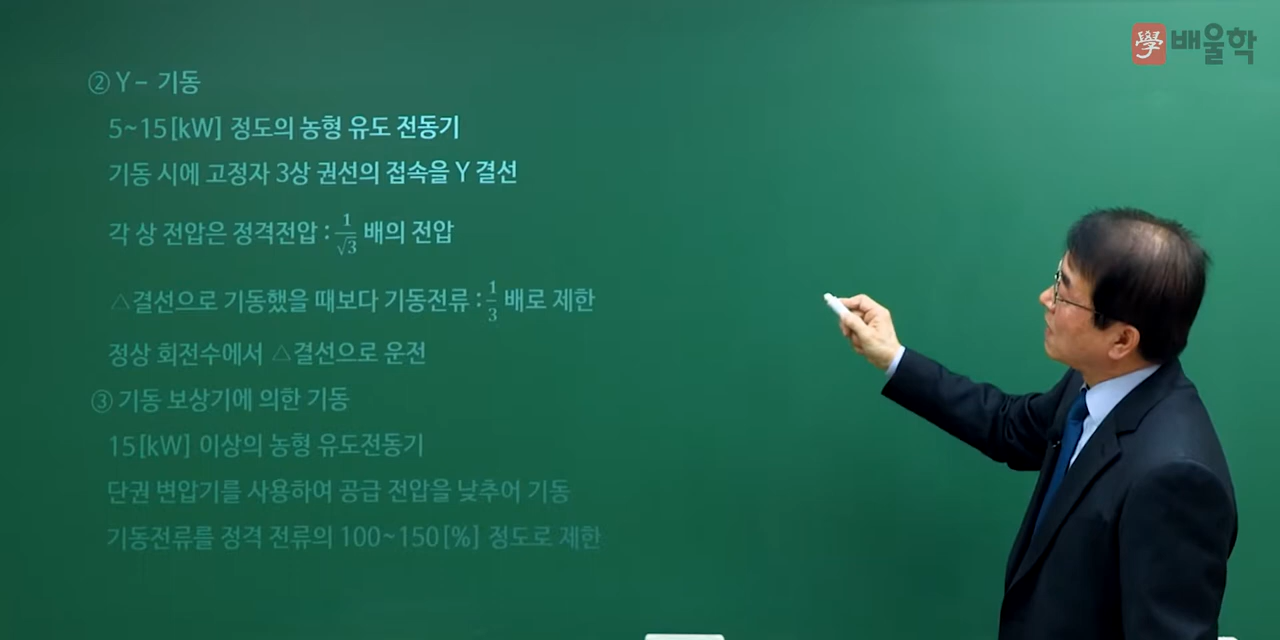 學 배울학
② Y – 기동
5~15[kW] 정도의 농형 유도 전동기
기동 시에 고정자 3상 권선의 접속을 Y 결선
각 상 전압은 정격전압 : 1/√3 배의 전압
△결선으로 기동했을 때보다 기동전류 : 1/3 배로 제한
정상 회전수에서 △결선으로 운전
③ 기동 보상기에 의한 기동
15[kW] 이상의 농형 유도전동기
단권 변압기를 사용하여 공급 전압을 낮추어 기동
기동전류를 정격 전류의 100~150[%] 정도로 제한